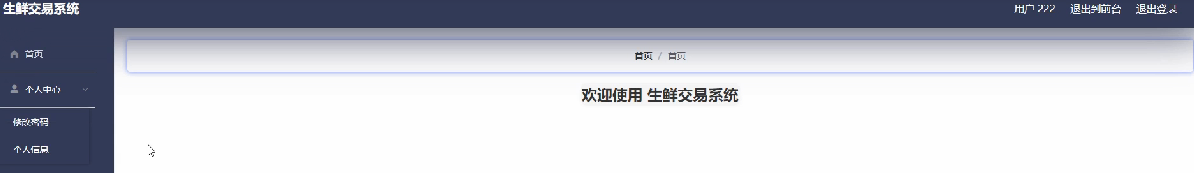 生鲜交易系统
用户 222 退出到前台 退出登录
首页
个人中心
修改密码
个人信息
首页 / 首页
欢迎使用 生鲜交易系统